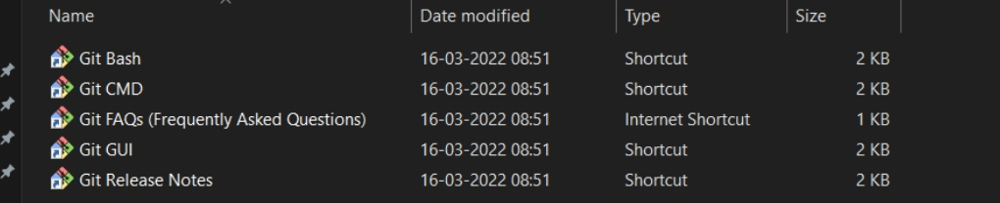 Name Date modified Type Size
Git Bash 16-03-2022 08:51 Shortcut 2 KB
Git CMD 16-03-2022 08:51 Shortcut 2 KB
Git FAQs (Frequently Asked Questions) 16-03-2022 08:51 Internet Shortcut 1 KB
Git GUI 16-03-2022 08:51 Shortcut 2 KB
Git Release Notes 16-03-2022 08:51 Shortcut 2 KB